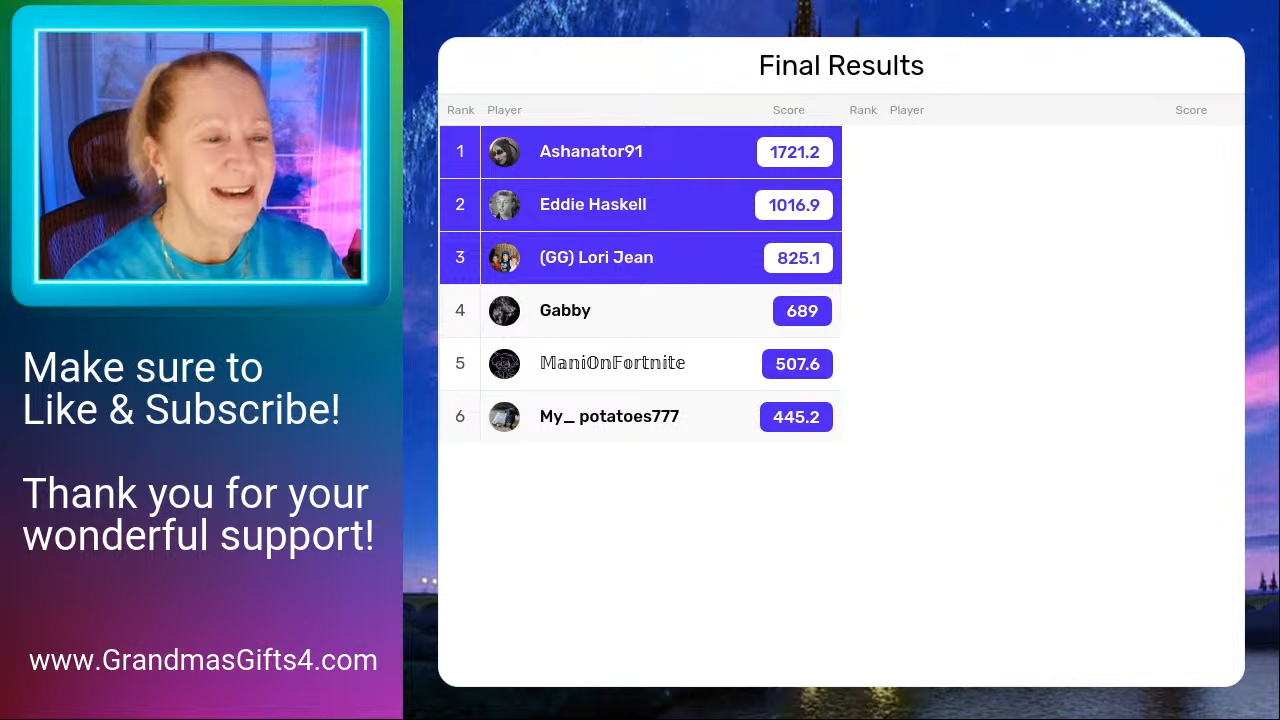 Final Results
Rank Player Score Rank Player Score
1 Ashanator91 1721.2
2 Eddie Haskell 1016.9
3 (GG) Lori Jean 825.1
4 Gabby 689
5 𝕄𝕒𝕟𝕚𝕆𝕟𝔽𝕠𝕣𝕥𝕟𝕚𝕥𝕖 507.6
6 My_ potatoes777 445.2
Make sure to
Like & Subscribe!
Thank you for your
wonderful support!
www.GrandmasGifts4.com